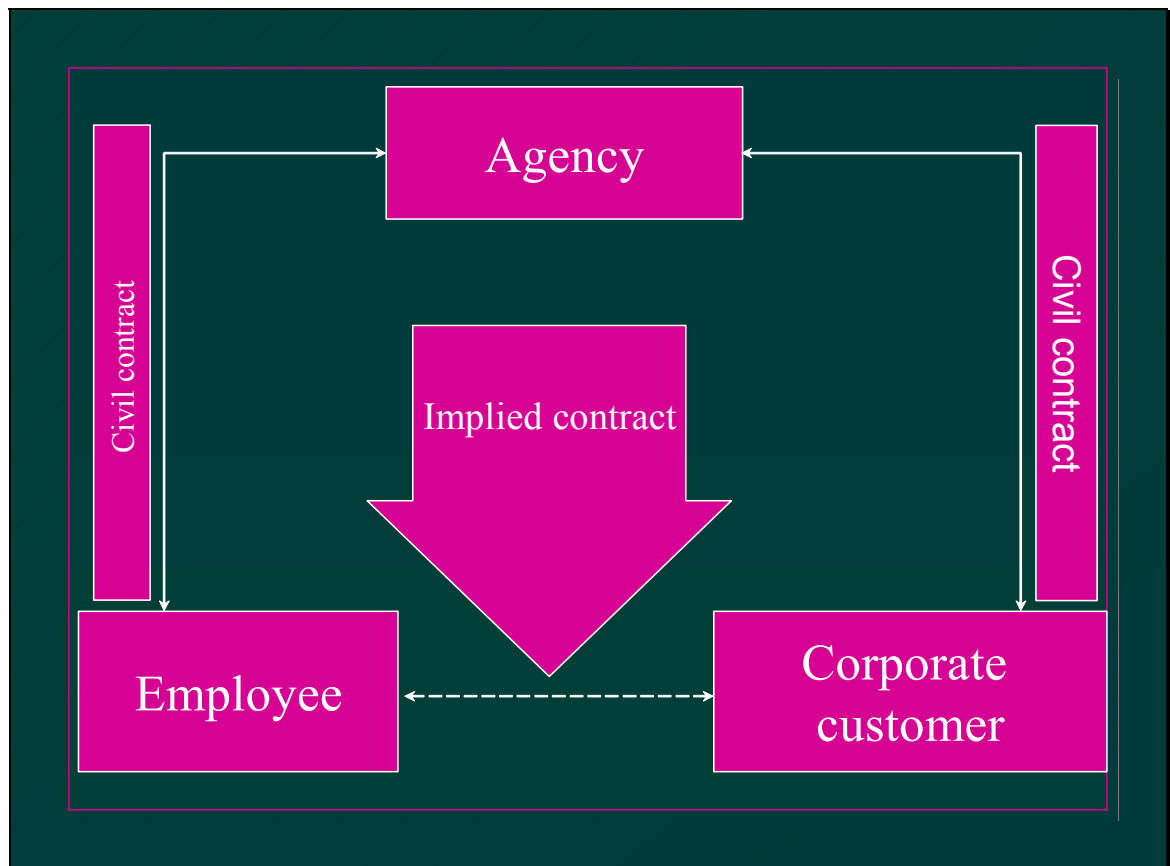 Agency
Civil contract
Civil contract
Implied contract
Employee
Corporate
customer